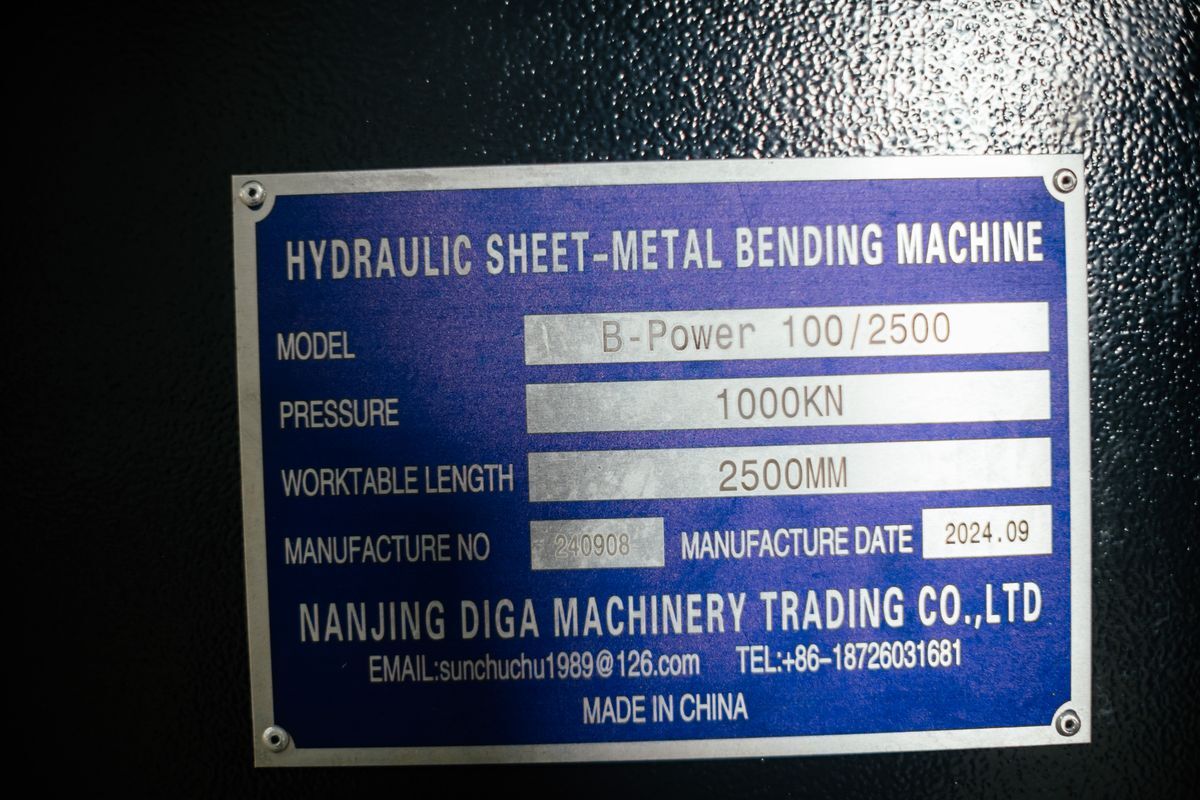 HYDRAULIC SHEET-METAL BENDING MACHINE
MODEL B-Power 100/2500
PRESSURE 1000KN
WORKTABLE LENGTH 2500MM
MANUFACTURE NO 240908 MANUFACTURE DATE 2024.09
NANJING DIGA MACHINERY TRADING CO.,LTD
EMAIL:sunchuchu1989@126.com TEL:+86-18726031681
MADE IN CHINA